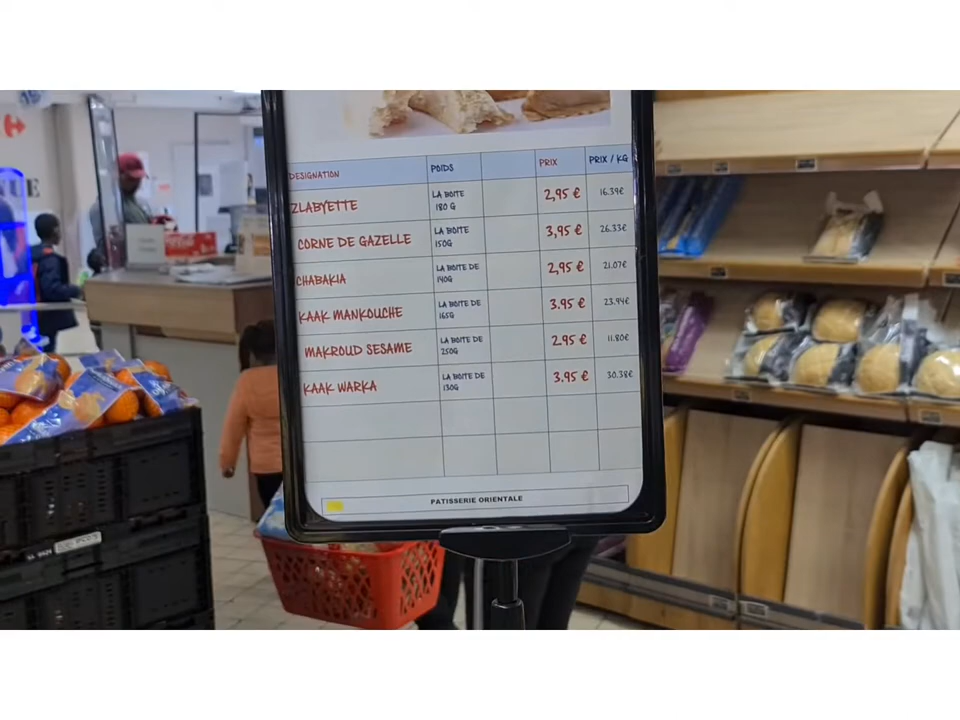 DESIGNATION POIDS PRIX PRIX / KG
ZLABYETTE LA BOITE 180 G 2,95 € 16.39€
CORNE DE GAZELLE LA BOITE 150G 3,95 € 26.33€
CHABAKIA LA BOITE DE 140G 2,95 € 21.07€
KAAK MANKOUCHE LA BOITE DE 165G 3.95 € 23.94€
MAKROUD SESAME LA BOITE DE 250G 2.95 € 11.80€
KAAK WARKA LA BOITE DE 130G 3.95 € 30.38€
PATISSERIE ORIENTALE